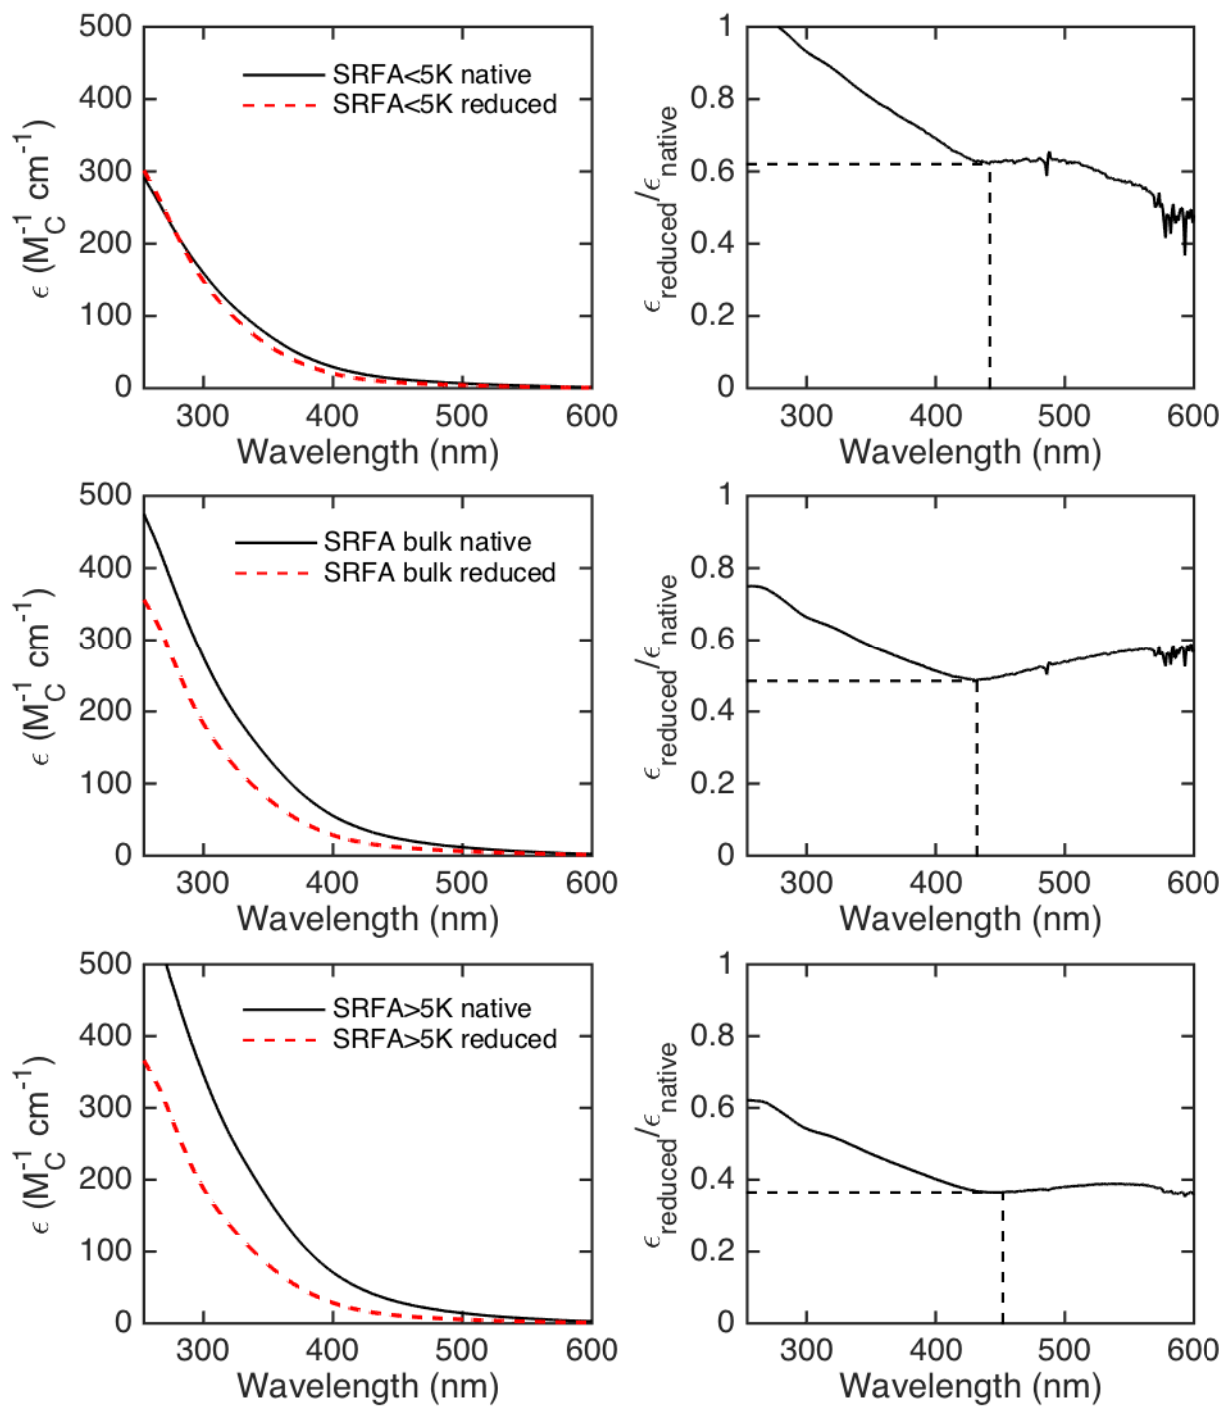 500
400
300
200
100
0
ϵ (M_C^-1 cm^-1)
SRFA<5K native
SRFA<5K reduced
300 400 500 600
Wavelength (nm)
1
0.8
0.6
0.4
0.2
0
ϵ_reduced/ϵ_native
300 400 500 600
Wavelength (nm)
500
400
300
200
100
0
ϵ (M_C^-1 cm^-1)
SRFA bulk native
SRFA bulk reduced
300 400 500 600
Wavelength (nm)
1
0.8
0.6
0.4
0.2
0
ϵ_reduced/ϵ_native
300 400 500 600
Wavelength (nm)
500
400
300
200
100
0
ϵ (M_C^-1 cm^-1)
SRFA>5K native
SRFA>5K reduced
300 400 500 600
Wavelength (nm)
1
0.8
0.6
0.4
0.2
0
ϵ_reduced/ϵ_native
300 400 500 600
Wavelength (nm)